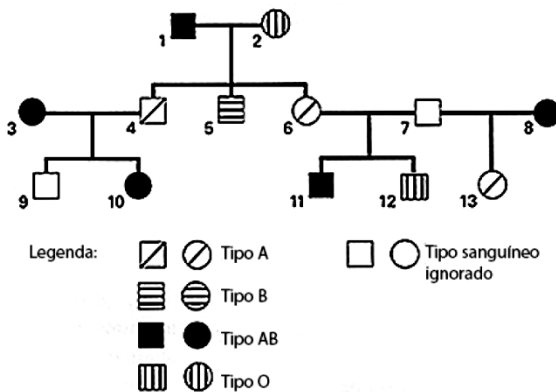 1
2
3
4
5
6
7
8
9
10
11
12
13
Legenda:
Tipo A
Tipo B
Tipo AB
Tipo O
Tipo sanguíneo
ignorado